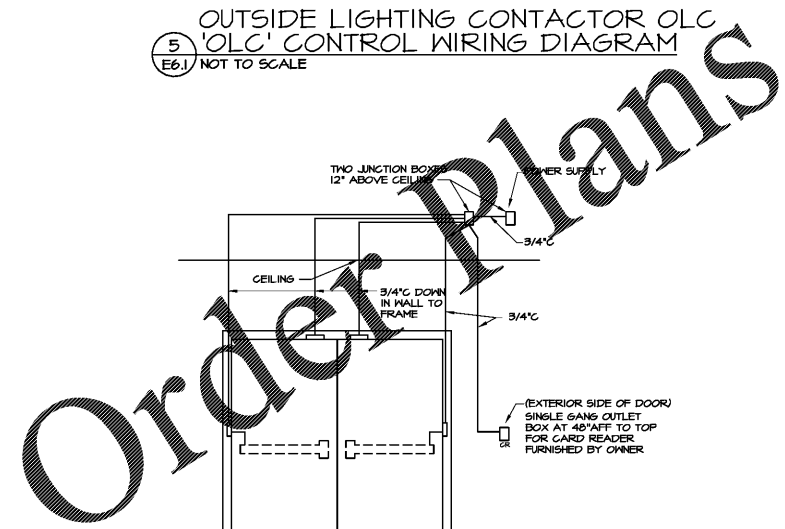 OUTSIDE LIGHTING CONTACTOR OLC
5
'OLC' CONTROL WIRING DIAGRAM
E6.1
NOT TO SCALE
Order Plans
TWO JUNCTION BOXES
12" ABOVE CEILING
POWER SUPPLY
3/4"C
CEILING
3/4"C DOWN
IN WALL TO
FRAME
3/4"C
(EXTERIOR SIDE OF DOOR)
SINGLE GANG OUTLET
BOX AT 48"AFF TO TOP
FOR CARD READER
FURNISHED BY OWNER
CR